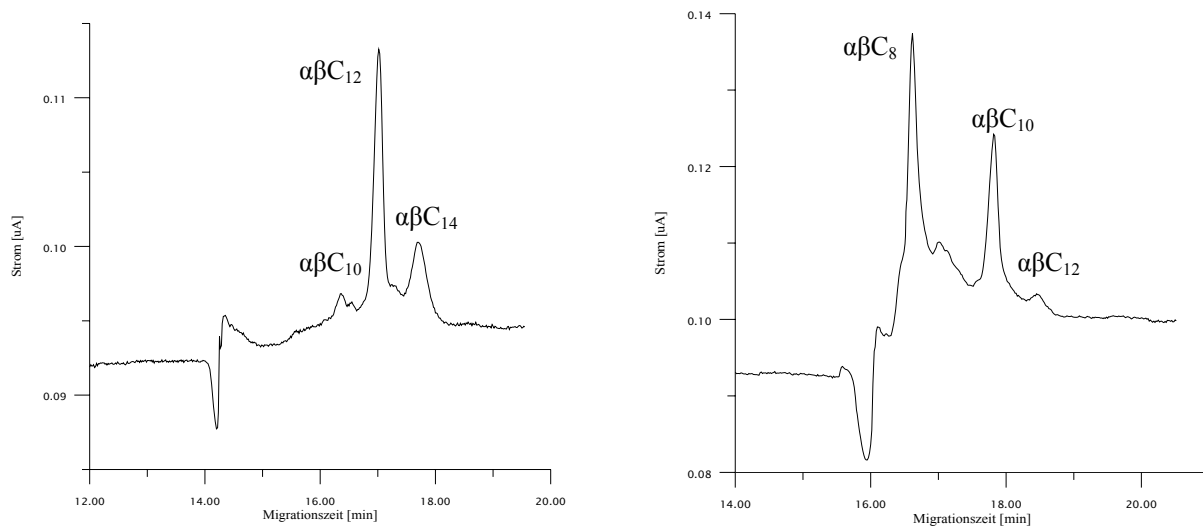 αβC₁₂
αβC₁₄
αβC₁₀
0.11
0.10
0.09
Strom [uA]
12.00 14.00 16.00 18.00 20.00
Migrationszeit [min]
αβC₈
αβC₁₀
αβC₁₂
0.14
0.12
0.10
0.08
Strom [uA]
14.00 16.00 18.00 20.00
Migrationszeit [min]